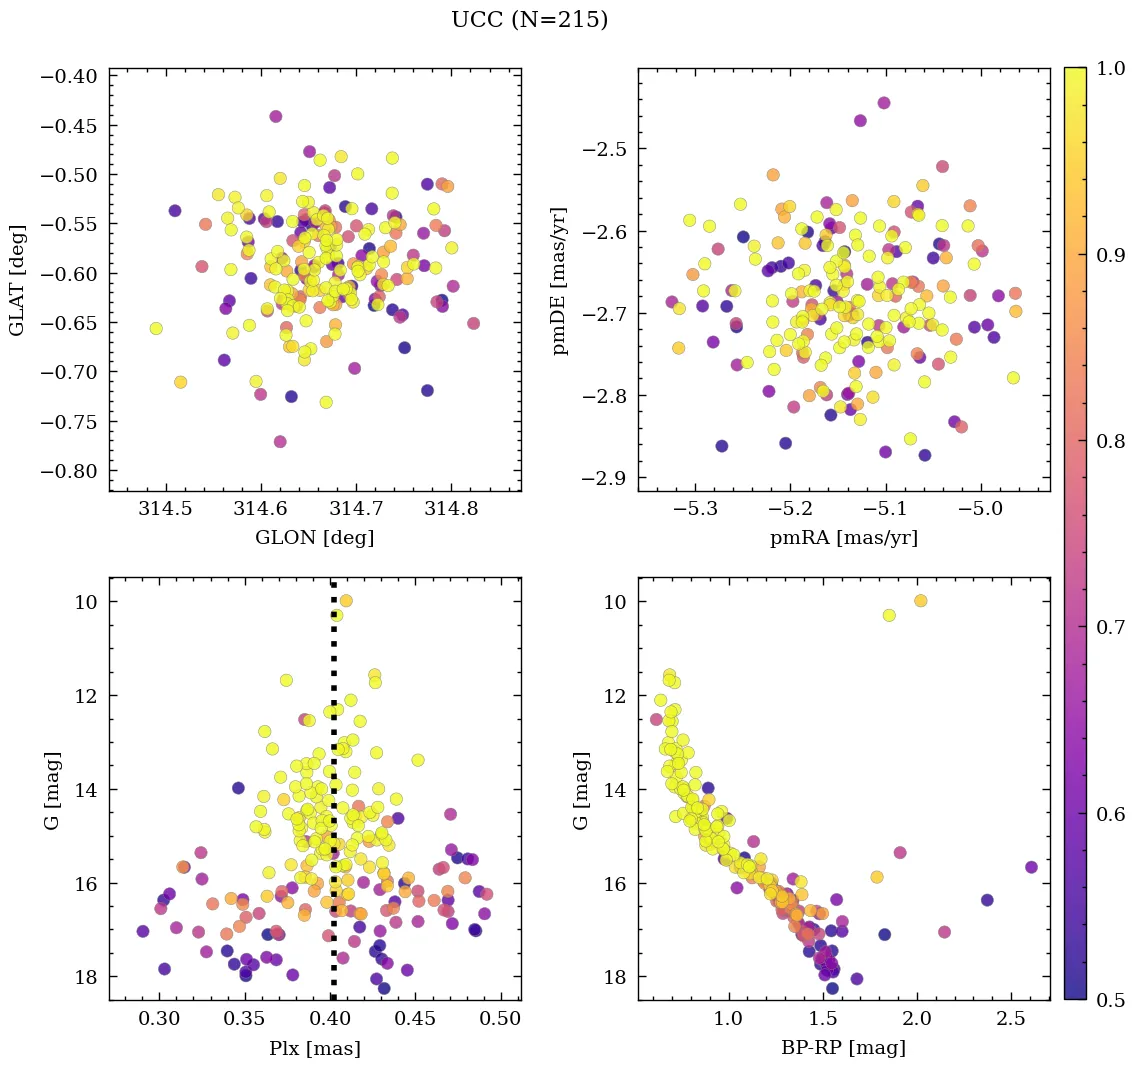 UCC (N=215)
−0.40
−0.45
−0.50
−0.55
−0.60
−0.65
−0.70
−0.75
−0.80
GLAT [deg]
314.5 314.6 314.7 314.8
GLON [deg]
−2.5
−2.6
−2.7
−2.8
−2.9
pmDE [mas/yr]
−5.3 −5.2 −5.1 −5.0
pmRA [mas/yr]
10
12
14
16
18
G [mag]
0.30 0.35 0.40 0.45 0.50
Plx [mas]
10
12
14
16
18
G [mag]
1.0 1.5 2.0 2.5
BP-RP [mag]
1.0
0.9
0.8
0.7
0.6
0.5